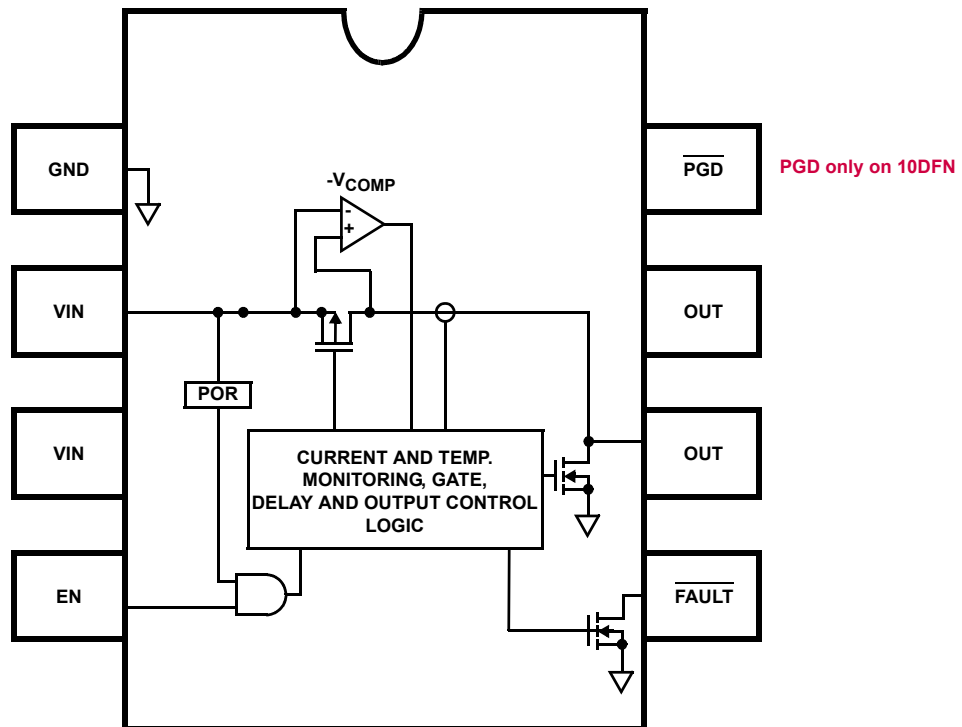 GND
PGD
PGD only on 10DFN
-VCOMP
-
+
VIN
OUT
POR
VIN
OUT
CURRENT AND TEMP.
MONITORING, GATE,
DELAY AND OUTPUT CONTROL
LOGIC
EN
FAULT